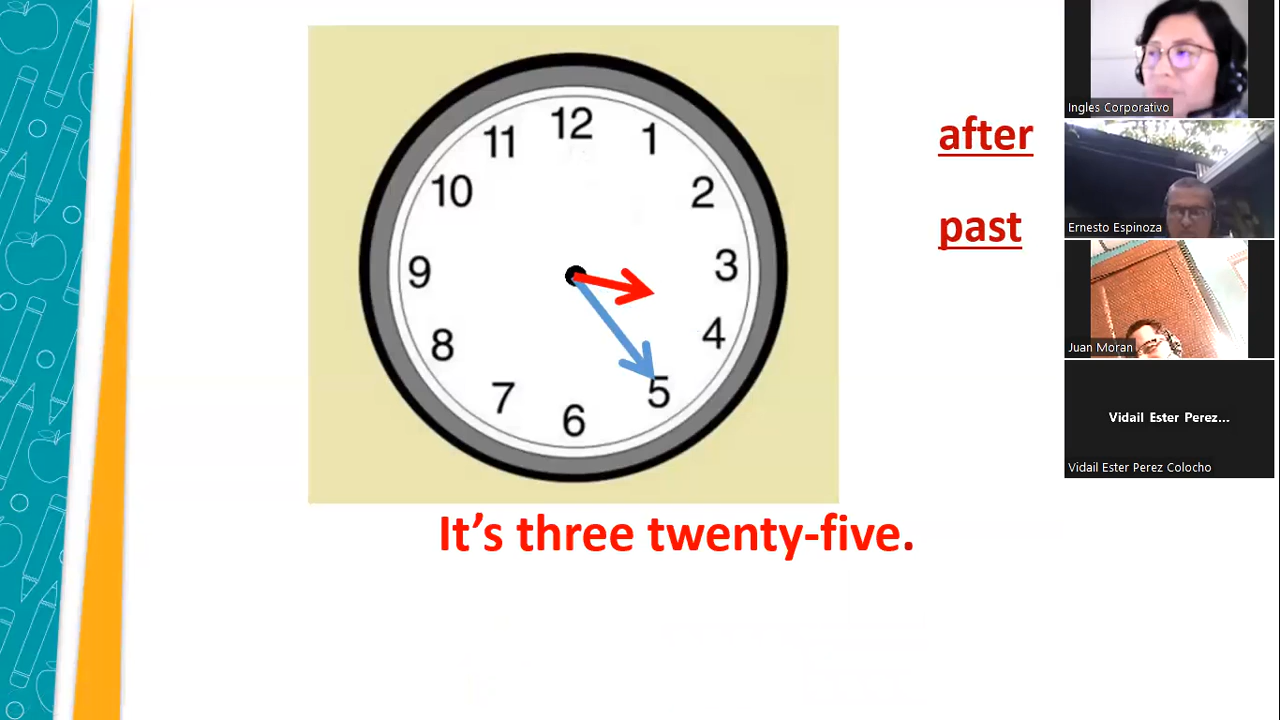 12
11
1
10
2
9
3
8
4
7
5
6
after
past
It’s three twenty-five.
Ingles Corporativo
Ernesto Espinoza
Juan Moran
Vidail Ester Perez...
Vidail Ester Perez Colocho